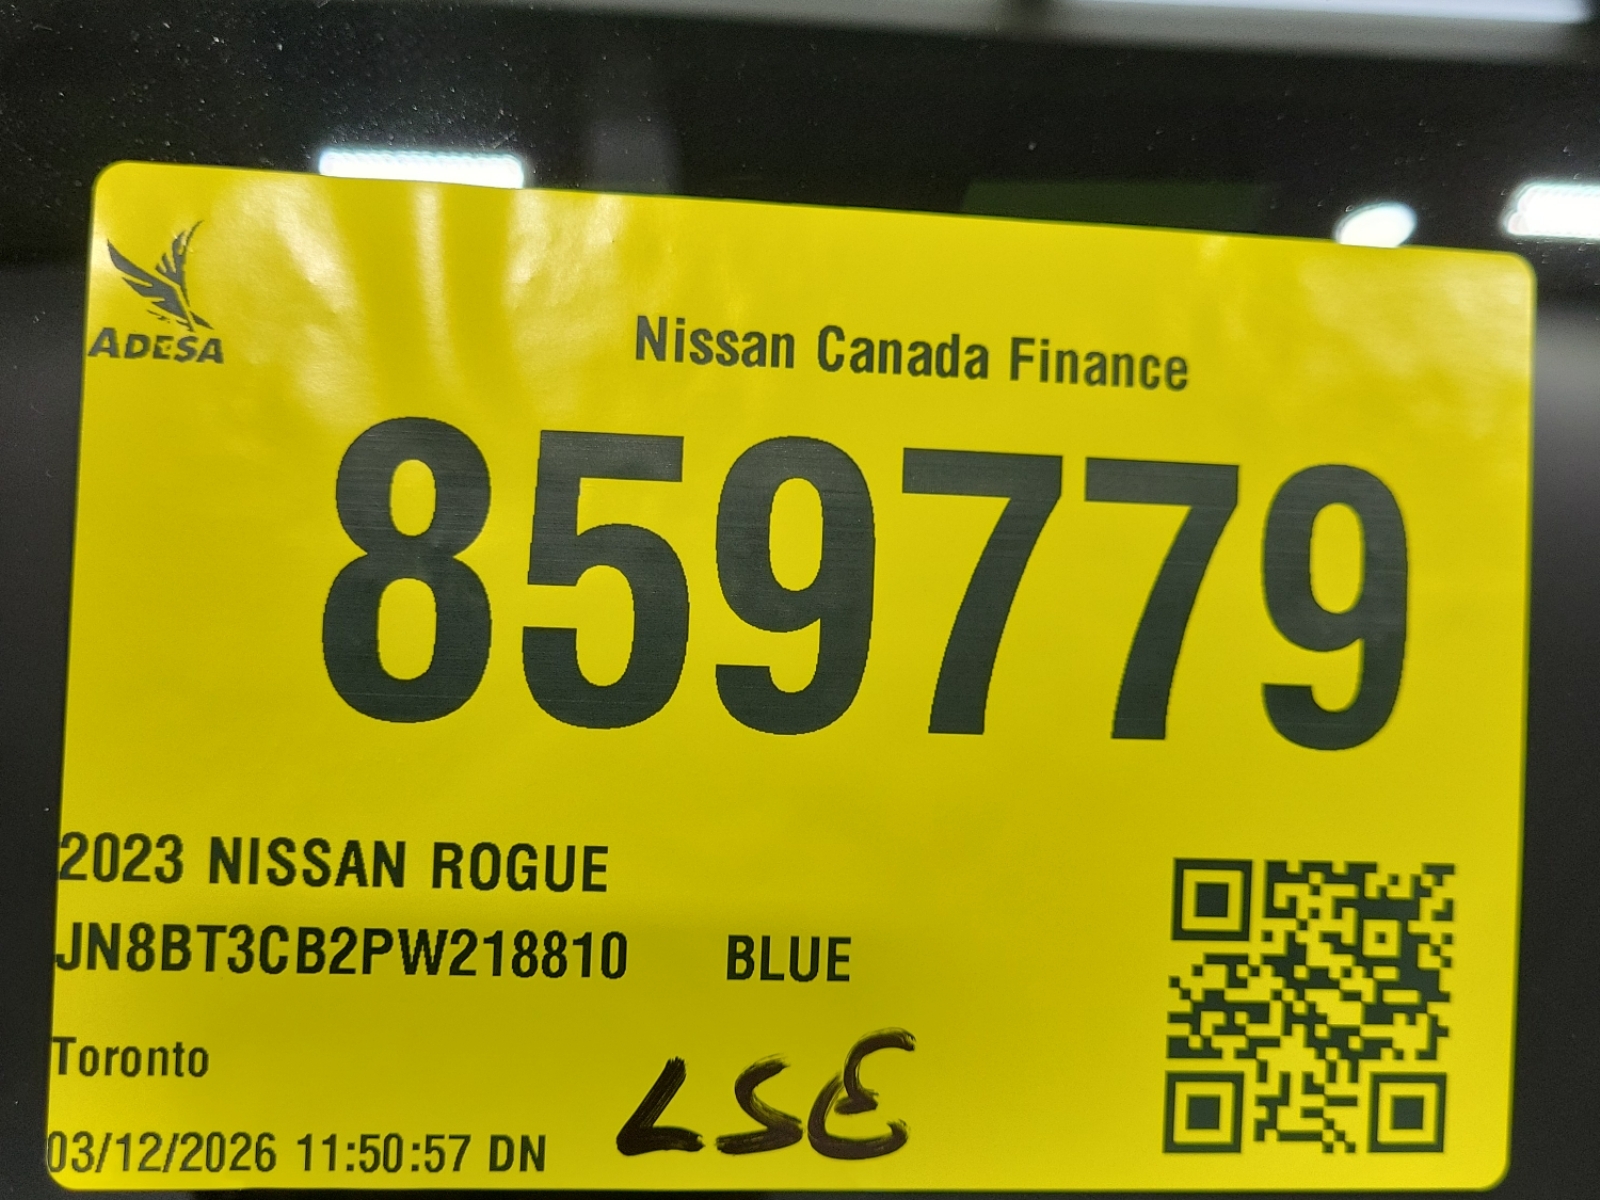 ADESA
Nissan Canada Finance
859779
2023 NISSAN ROGUE
JN8BT3CB2PW218810 BLUE
Toronto
LSE
03/12/2026 11:50:57 DN